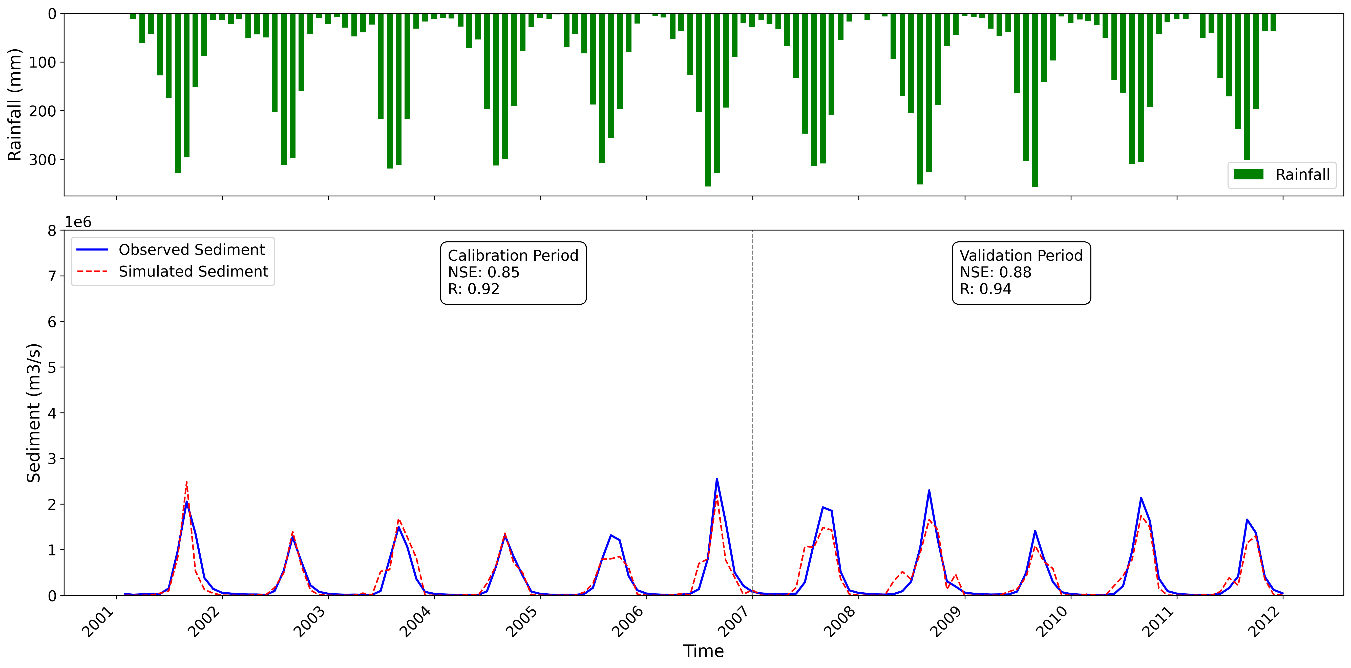 0
100
200
300
Rainfall (mm)
Rainfall
1e6
8
7
6
5
4
3
2
1
0
Sediment (m3/s)
Observed Sediment
Simulated Sediment
Calibration Period
NSE: 0.85
R: 0.92
Validation Period
NSE: 0.88
R: 0.94
2001
2002
2003
2004
2005
2006
2007
2008
2009
2010
2011
2012
Time